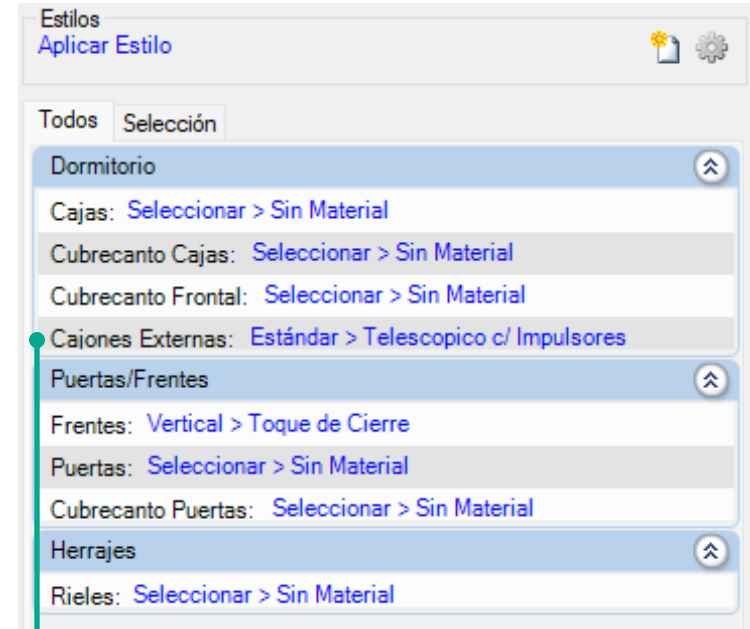 Estilos
Aplicar Estilo
Todos Selección
Dormitorio
Cajas: Seleccionar > Sin Material
Cubrecanto Cajas: Seleccionar > Sin Material
Cubrecanto Frontal: Seleccionar > Sin Material
Cajones Externas: Estándar > Telescopico c/ Impulsores
Puertas/Frentes
Frentes: Vertical > Toque de Cierre
Puertas: Seleccionar > Sin Material
Cubrecanto Puertas: Seleccionar > Sin Material
Herrajes
Rieles: Seleccionar > Sin Material